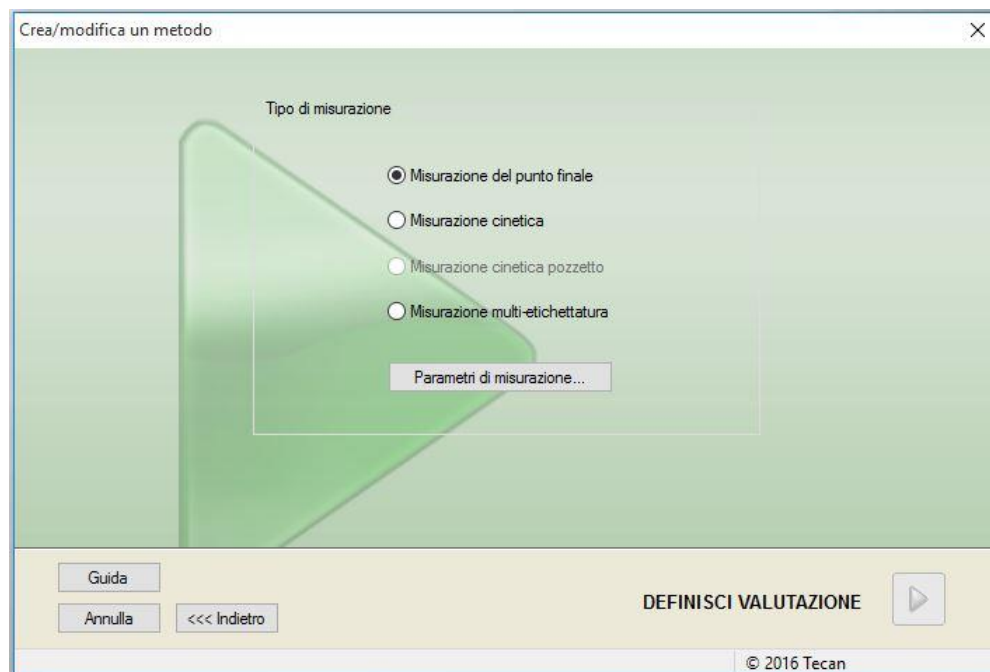 Crea/modifica un metodo
Tipo di misurazione
Misurazione del punto finale
Misurazione cinetica
Misurazione cinetica pozzetto
Misurazione multi-etichettatura
Parametri di misurazione...
Guida
Annulla
<<< Indietro
DEFINISCI VALUTAZIONE
© 2016 Tecan